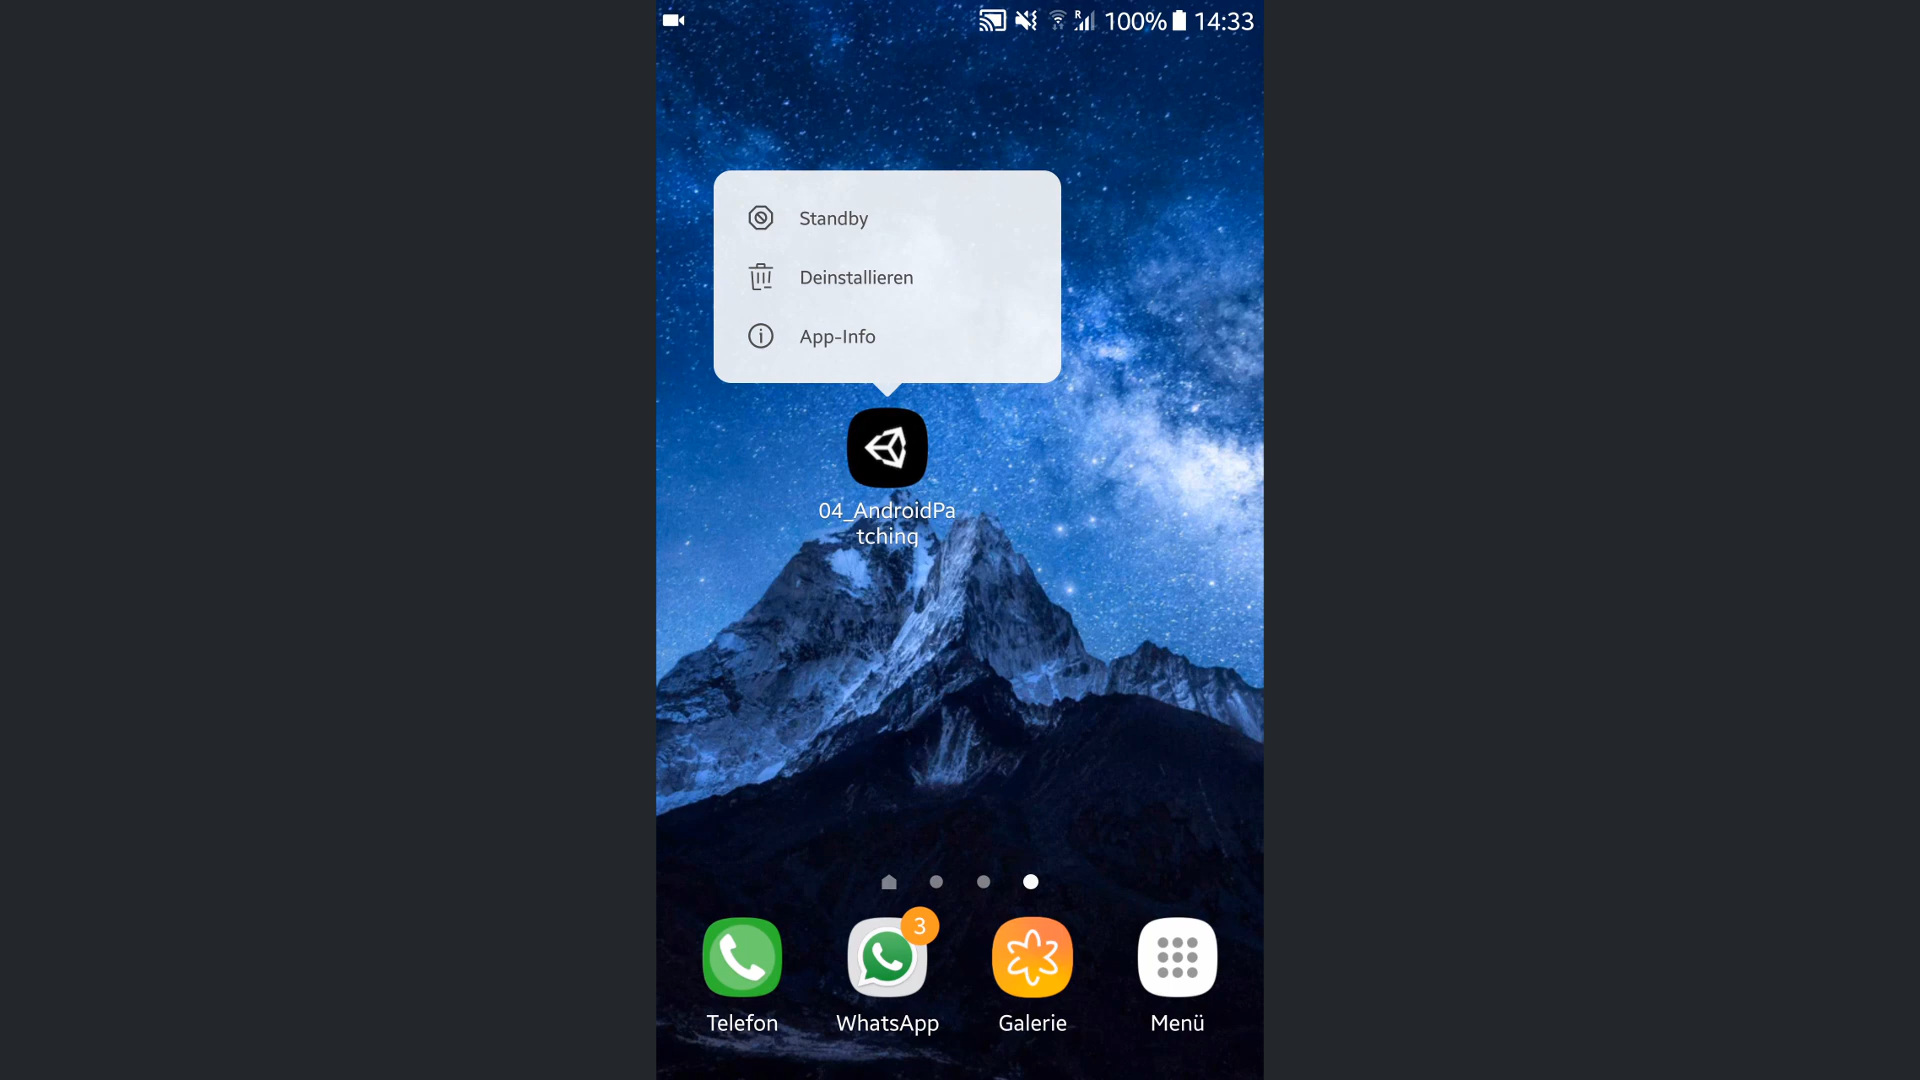 100% 14:33
Standby
Deinstallieren
App-Info
04_AndroidPa
tching
3
Telefon
WhatsApp
Galerie
Menü